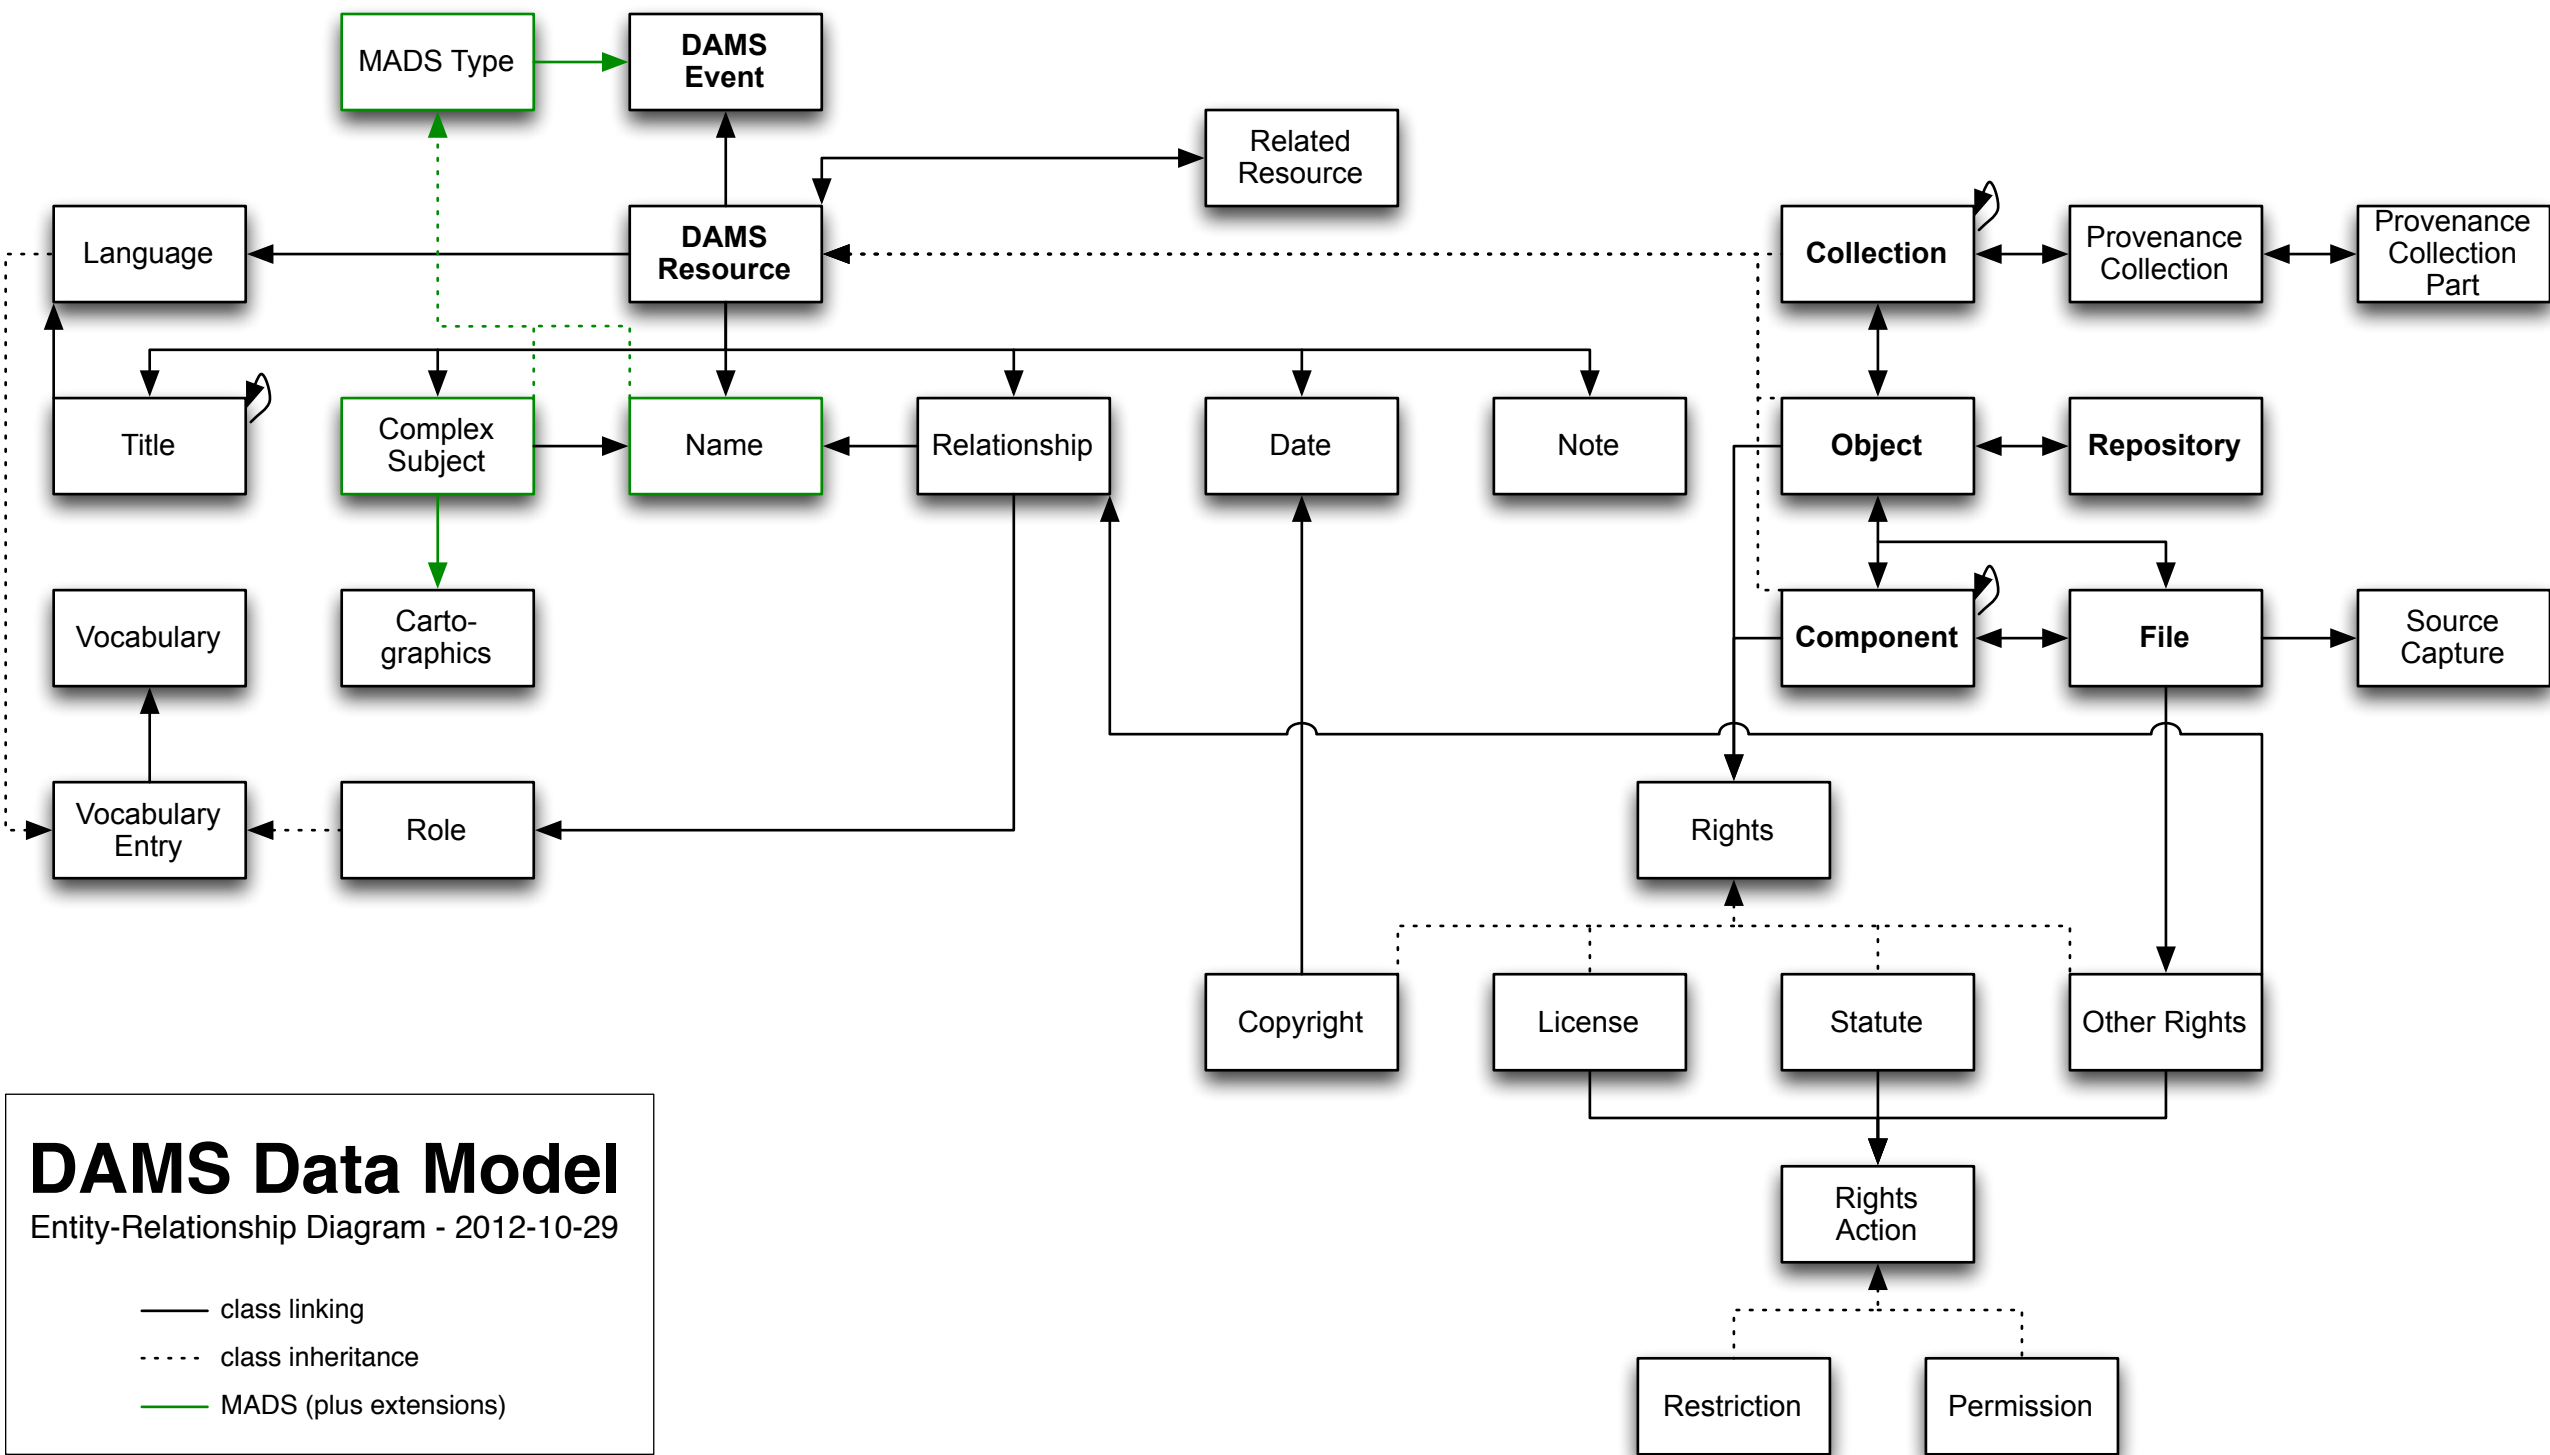 MADS Type
DAMS
Event
Related
Resource
Language
DAMS
Resource
Collection
Provenance
Collection
Provenance
Collection
Part
Title
Complex
Subject
Name
Relationship
Date
Note
Object
Repository
Vocabulary
Carto-
graphics
Component
File
Source
Capture
Vocabulary
Entry
Role
Rights
Copyright
License
Statute
Other Rights
Rights
Action
Restriction
Permission
DAMS Data Model
Entity-Relationship Diagram - 2012-10-29
class linking
class inheritance
MADS (plus extensions)